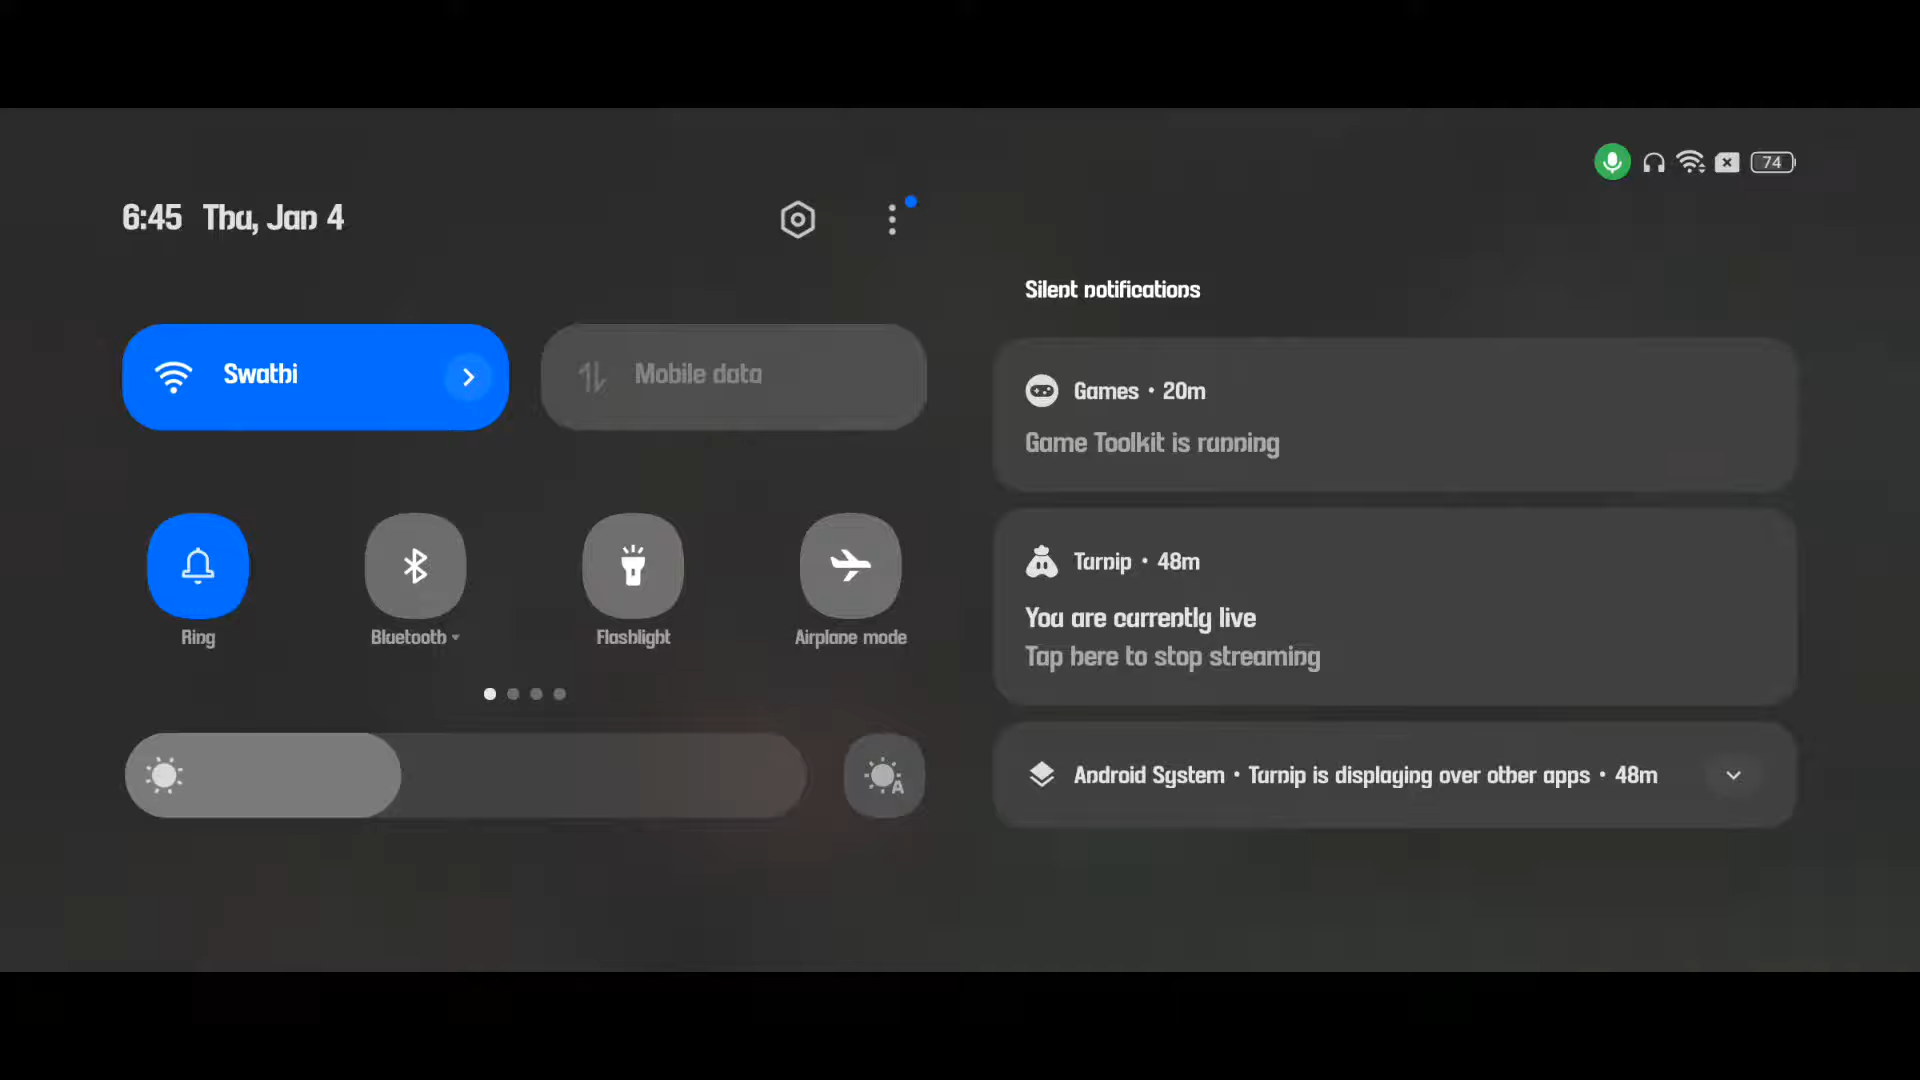 74
6:45 Thu, Jan 4
Silent notifications
Swathi
Mobile data
Games • 20m
Game Toolkit is running
Turnip • 48m
You are currently live
Tap here to stop streaming
Ring
Bluetooth
Flashlight
Airplane mode
A
Android System • Turnip is displaying over other apps • 48m